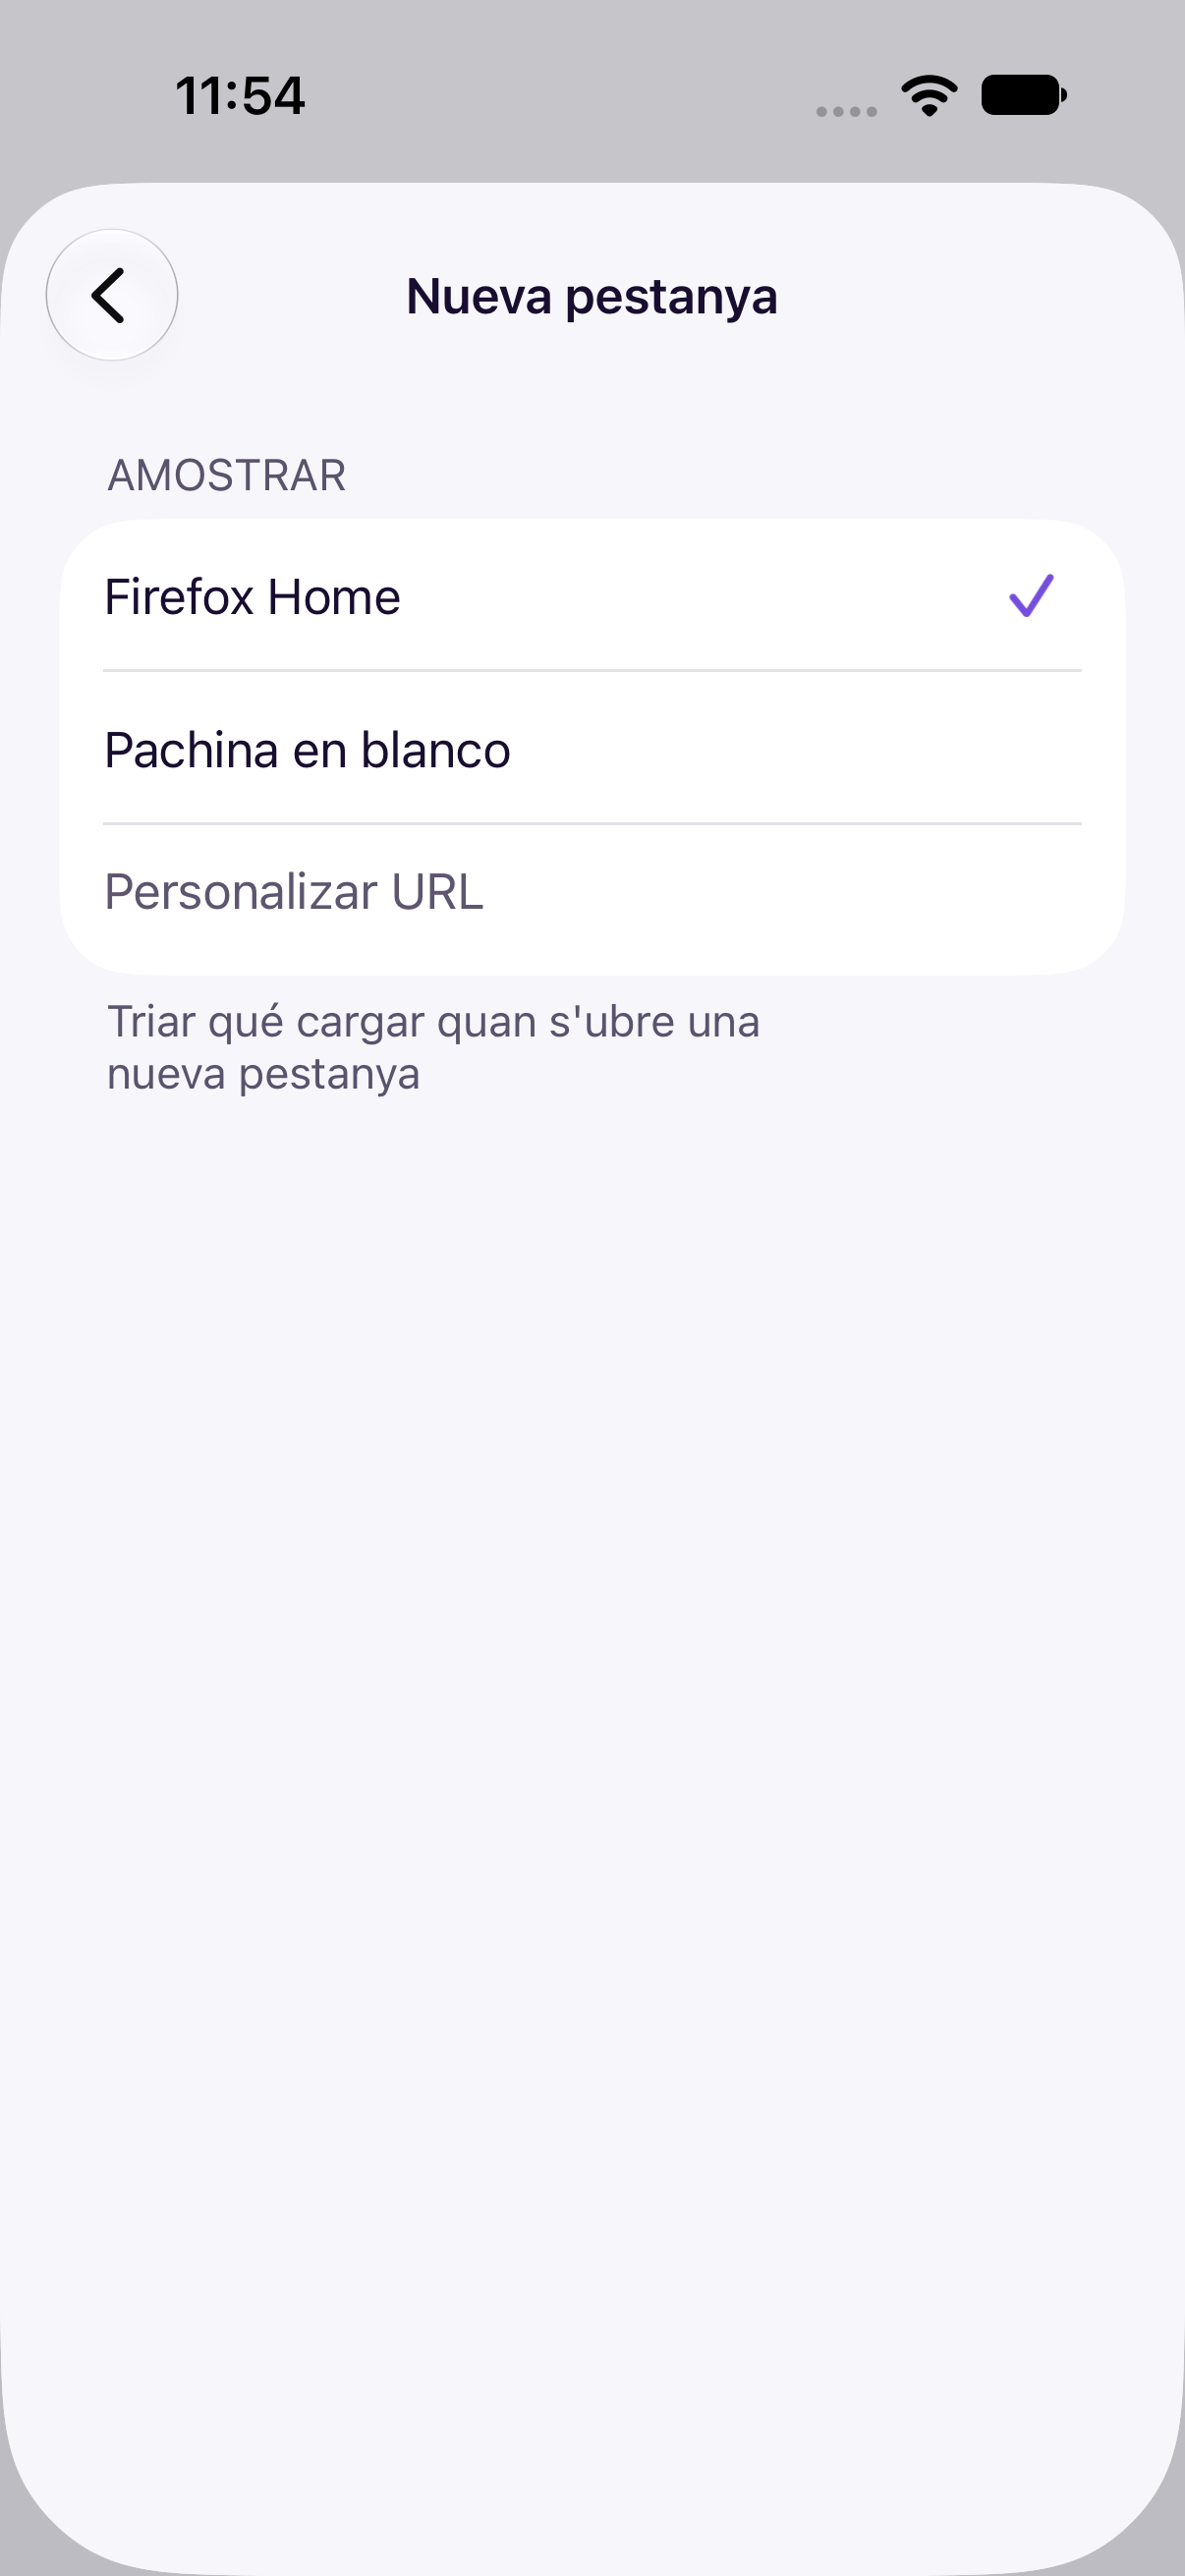 11:54
Nueva pestanya
AMOSTRAR
Firefox Home
Pachina en blanco
Personalizar URL
Triar qué cargar quan s'ubre una
nueva pestanya